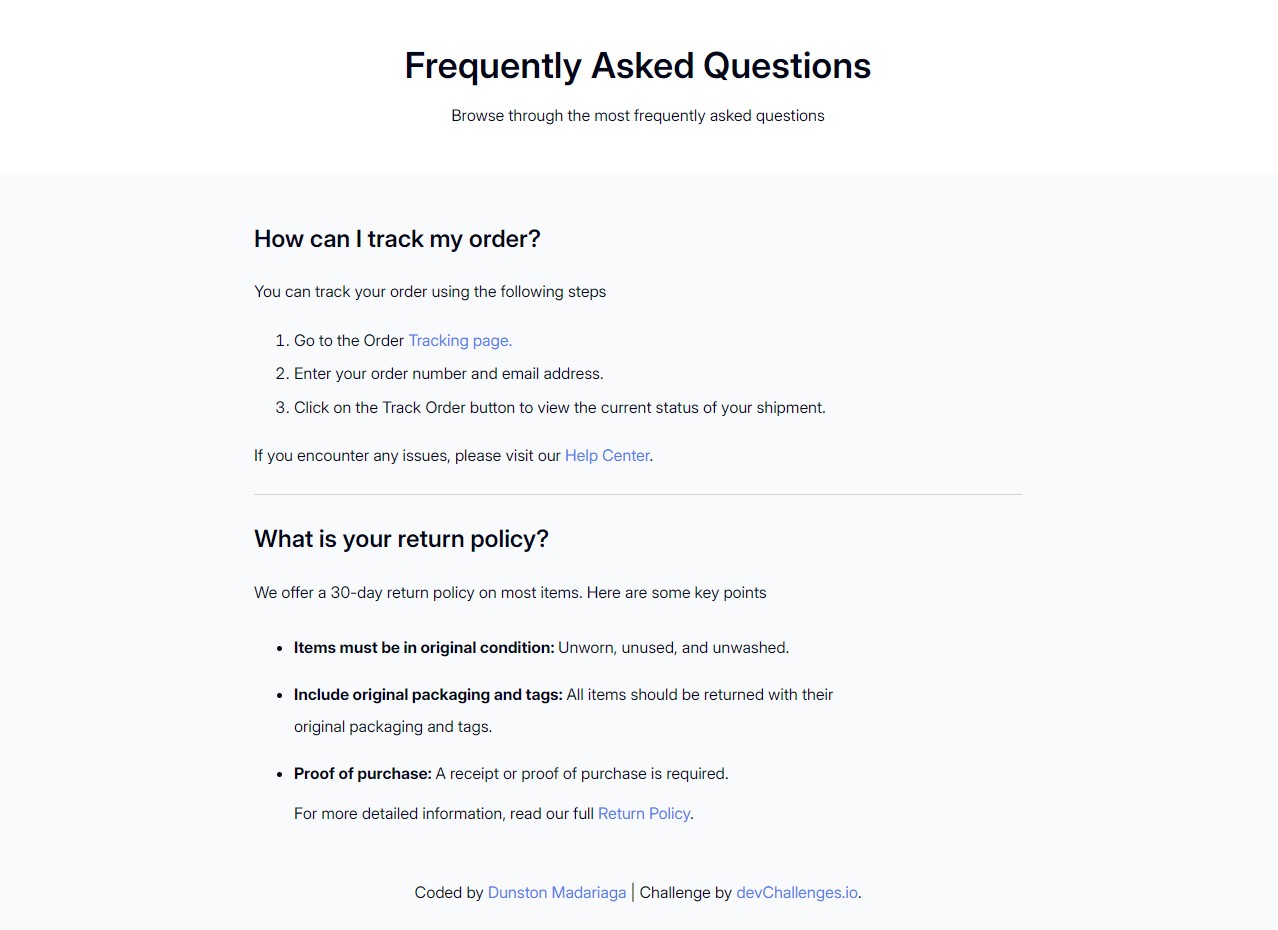 Frequently Asked Questions
Browse through the most frequently asked questions
How can I track my order?
You can track your order using the following steps
1. Go to the Order Tracking page.
2. Enter your order number and email address.
3. Click on the Track Order button to view the current status of your shipment.
If you encounter any issues, please visit our Help Center.
What is your return policy?
We offer a 30-day return policy on most items. Here are some key points
• Items must be in original condition: Unworn, unused, and unwashed.
• Include original packaging and tags: All items should be returned with their
original packaging and tags.
• Proof of purchase: A receipt or proof of purchase is required.
For more detailed information, read our full Return Policy.
Coded by Dunston Madariaga | Challenge by devChallenges.io.